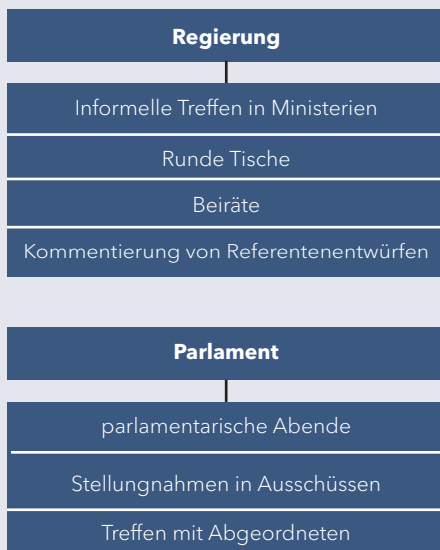 Regierung
Informelle Treffen in Ministerien
Runde Tische
Beiräte
Kommentierung von Referentenentwürfen
Parlament
parlamentarische Abende
Stellungnahmen in Ausschüssen
Treffen mit Abgeordneten